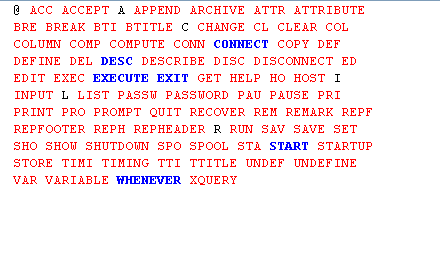 @ ACC ACCEPT A APPEND ARCHIVE ATTR ATTRIBUTE
BRE BREAK BTI BTITLE C CHANGE CL CLEAR COL
COLUMN COMP COMPUTE CONN CONNECT COPY DEF
DEFINE DEL DESC DESCRIBE DISC DISCONNECT ED
EDIT EXEC EXECUTE EXIT GET HELP HO HOST I
INPUT L LIST PASSW PASSWORD PAU PAUSE PRI
PRINT PRO PROMPT QUIT RECOVER REM REMARK REPF
REPFOOTER REPH REPHEADER R RUN SAV SAVE SET
SHO SHOW SHUTDOWN SPO SPOOL STA START STARTUP
STORE TIMI TIMING TTI TTITLE UNDEF UNDEFINE
VAR VARIABLE WHENEVER XQUERY